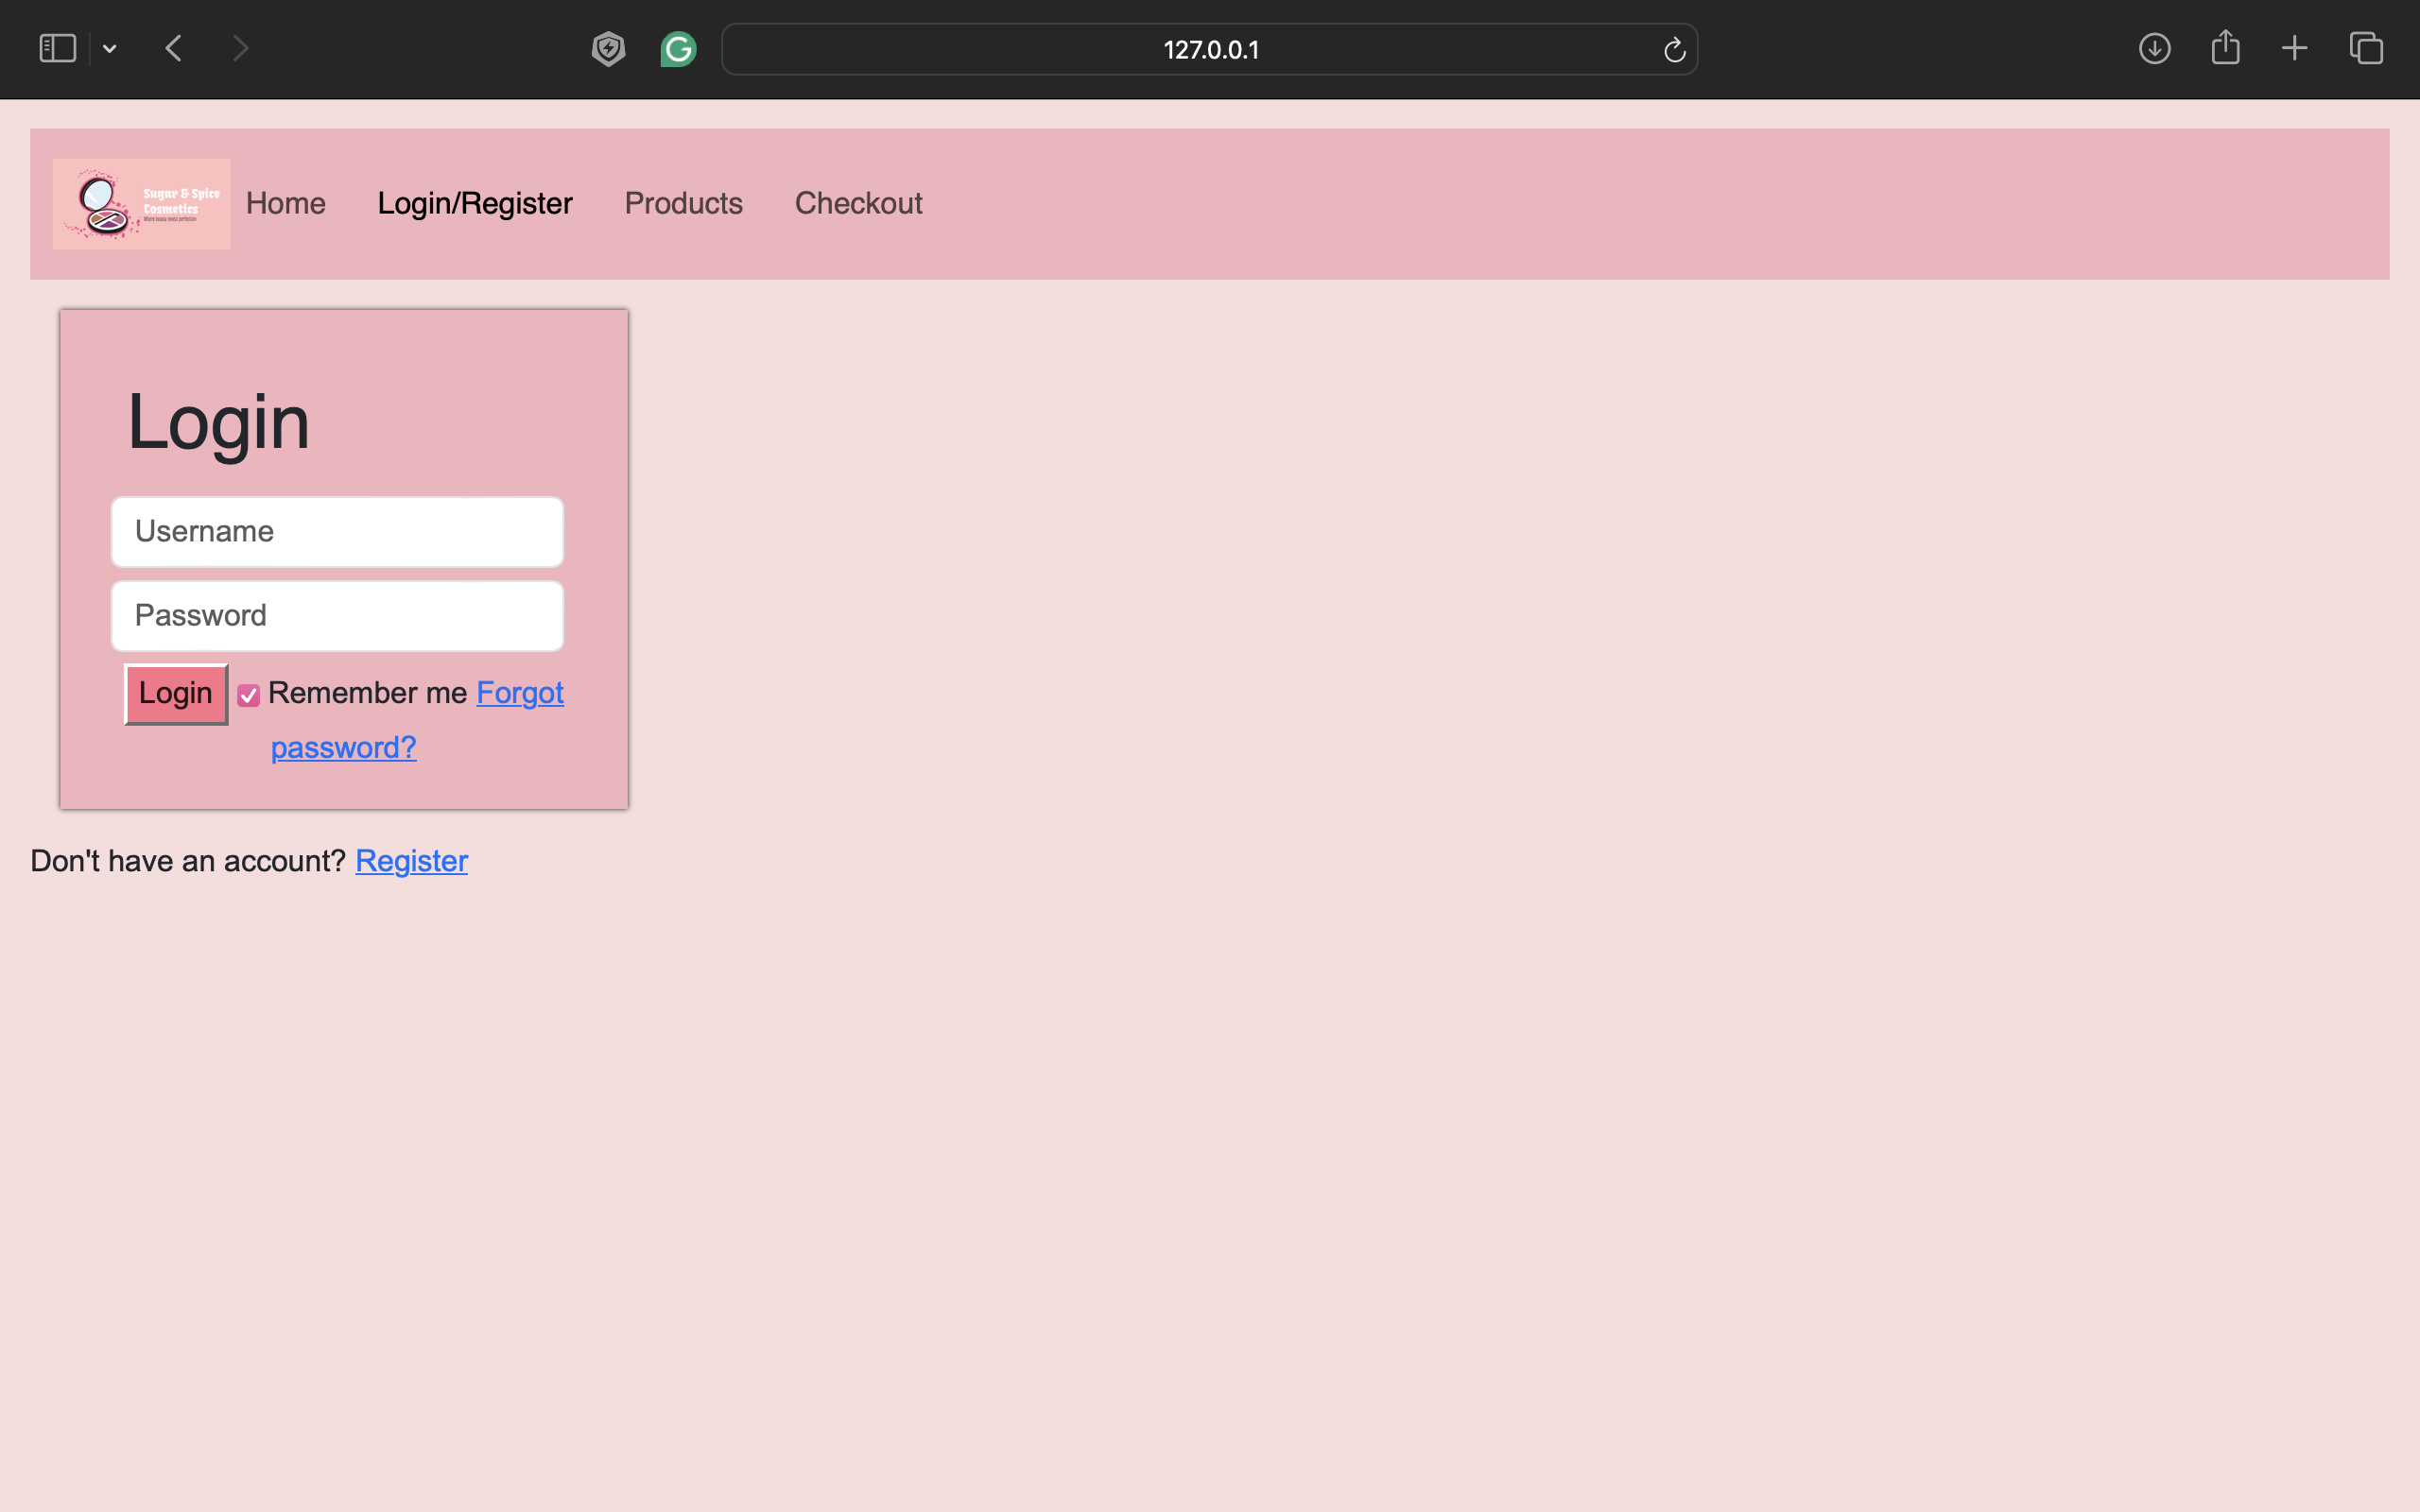 127.0.0.1
Sugar & Spice
Cosmetics
Home Login/Register Products Checkout
Login
Username
Password
Login Remember me Forgot
password?
Don't have an account? Register